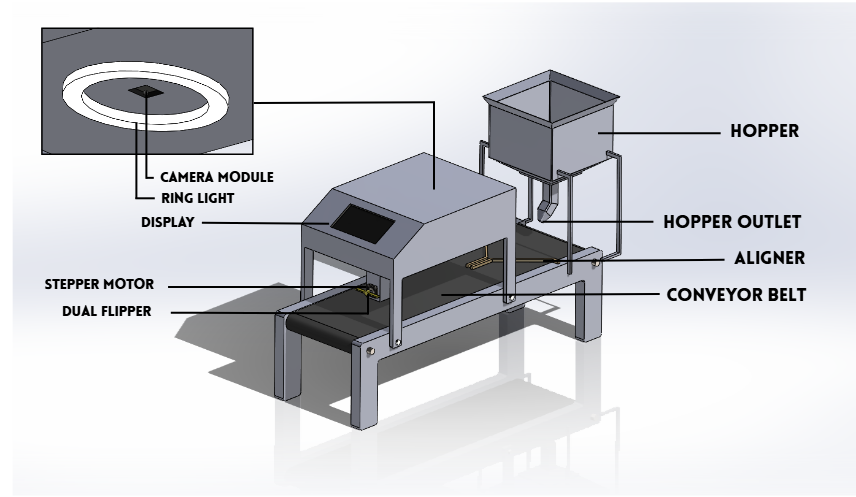 HOPPER
CAMERA MODULE
RING LIGHT
DISPLAY
HOPPER OUTLET
ALIGNER
STEPPER MOTOR
CONVEYOR BELT
DUAL FLIPPER